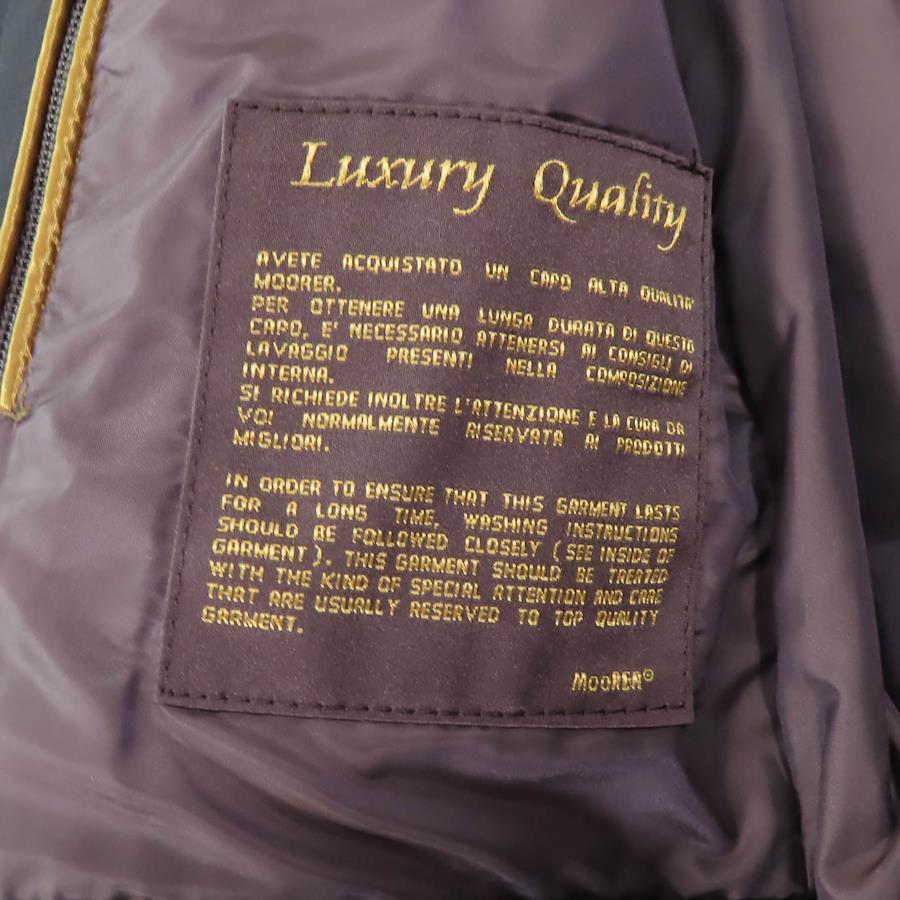 Luxury Quality
AVETE ACQUISTATO UN CAPO ALTA QUALITA'
MOORER.
PER OTTENERE UNA LUNGA DURATA DI QUESTO
CAPO, E' NECESSARIO ATTENERSI AI CONSIGLI DI
LAVAGGIO PRESENTI NELLA COMPOSIZIONE
INTERNA.
SI RICHIEDE INOLTRE L'ATTENZIONE E LA CURA DA
VOI NORMALMENTE RISERVATA AI PRODOTTI
MIGLIORI.
IN ORDER TO ENSURE THAT THIS GARMENT LASTS
FOR A LONG TIME, WASHING INSTRUCTIONS
SHOULD BE FOLLOWED CLOSELY (SEE INSIDE OF
GARMENT). THIS GARMENT SHOULD BE TREATED
WITH THE KIND OF SPECIAL ATTENTION AND CARE
THAT ARE USUALLY RESERVED TO TOP QUALITY
GARMENT.
MOORER®